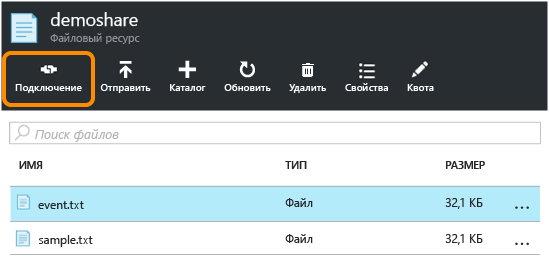 demoshare
Файловый ресурс
Подключение Отправить Каталог Обновить Удалить Свойства Квота
Поиск файлов
ИМЯ ТИП РАЗМЕР
event.txt Файл 32,1 КБ ...
sample.txt Файл 32,1 КБ ...